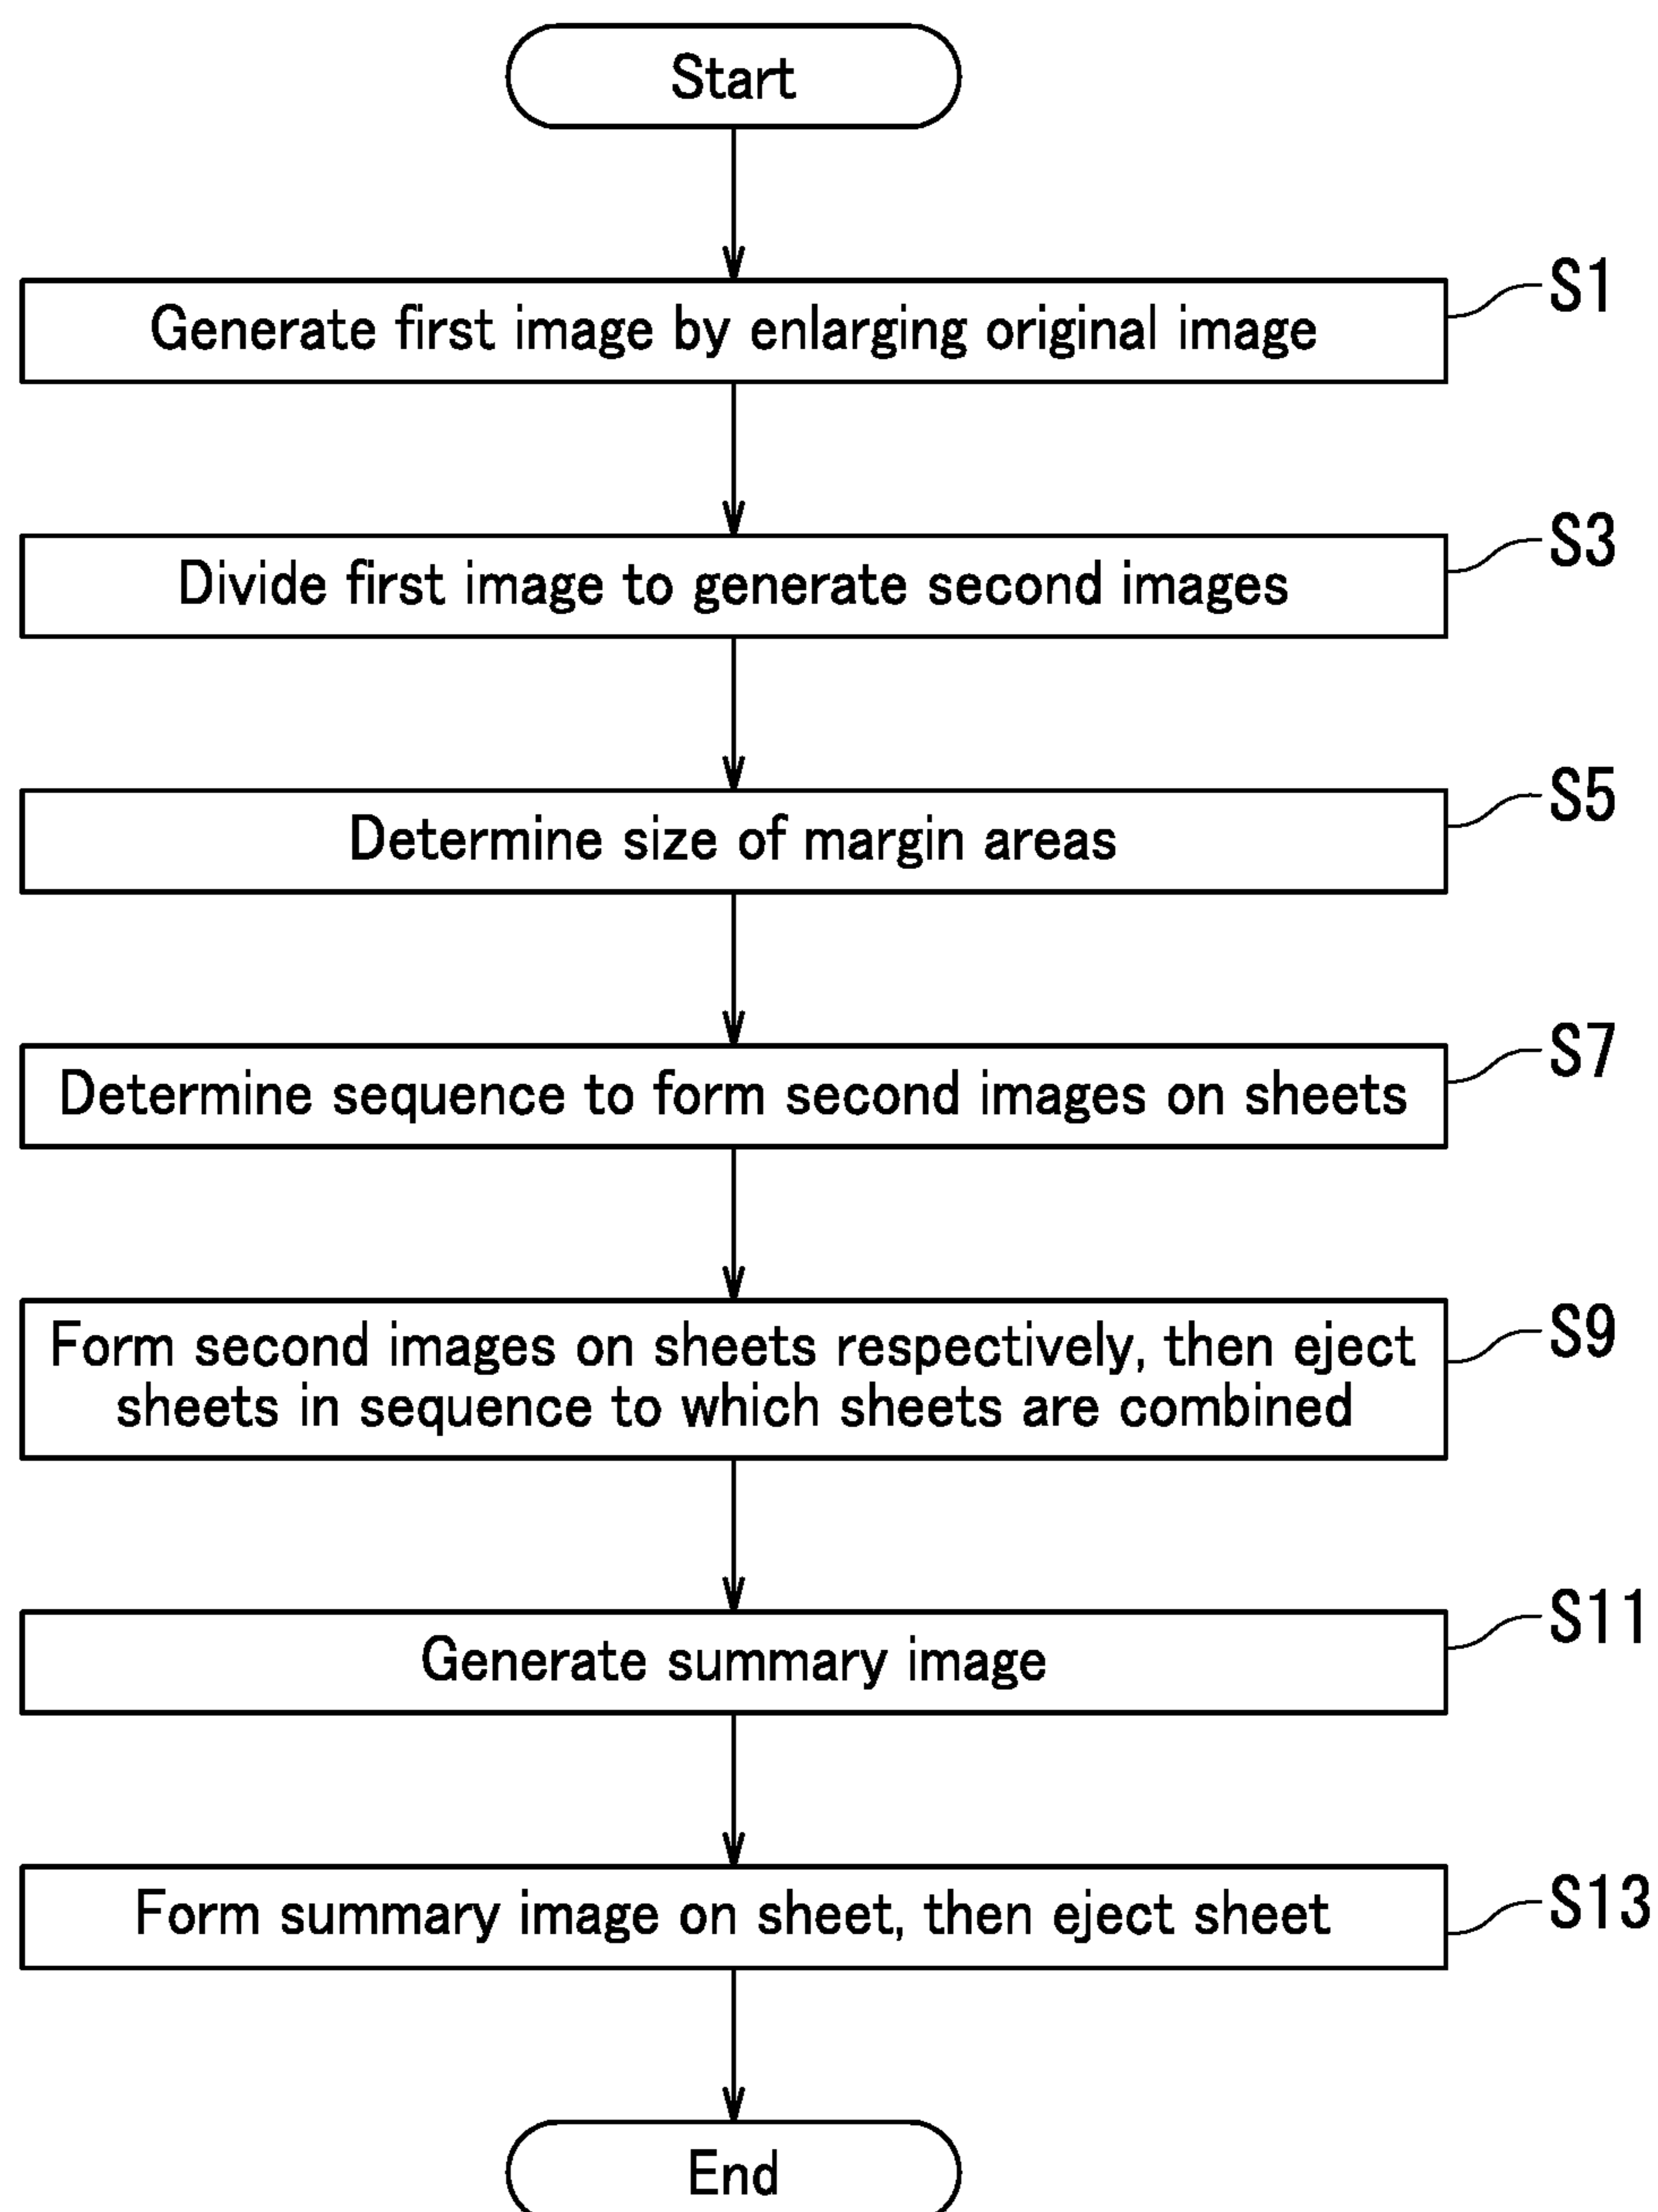 Start
Generate first image by enlarging original image
S1
Divide first image to generate second images
S3
Determine size of margin areas
S5
Determine sequence to form second images on sheets
S7
Form second images on sheets respectively, then eject
sheets in sequence to which sheets are combined
S9
Generate summary image
S11
Form summary image on sheet, then eject sheet
S13
End